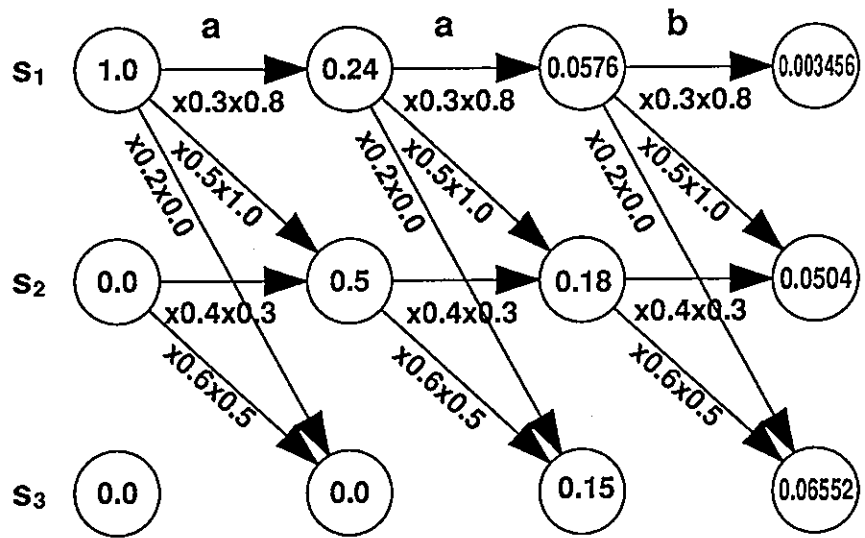 a a b
s1 1.0 0.24 0.0576 0.003456
x0.3x0.8 x0.3x0.8 x0.3x0.8
x0.5x1.0 x0.5x1.0 x0.5x1.0
x0.2x0.0 x0.2x0.0 x0.2x0.0
s2 0.0 0.5 0.18 0.0504
x0.4x0.3 x0.4x0.3 x0.4x0.3
x0.6x0.5 x0.6x0.5 x0.6x0.5
s3 0.0 0.0 0.15 0.06552